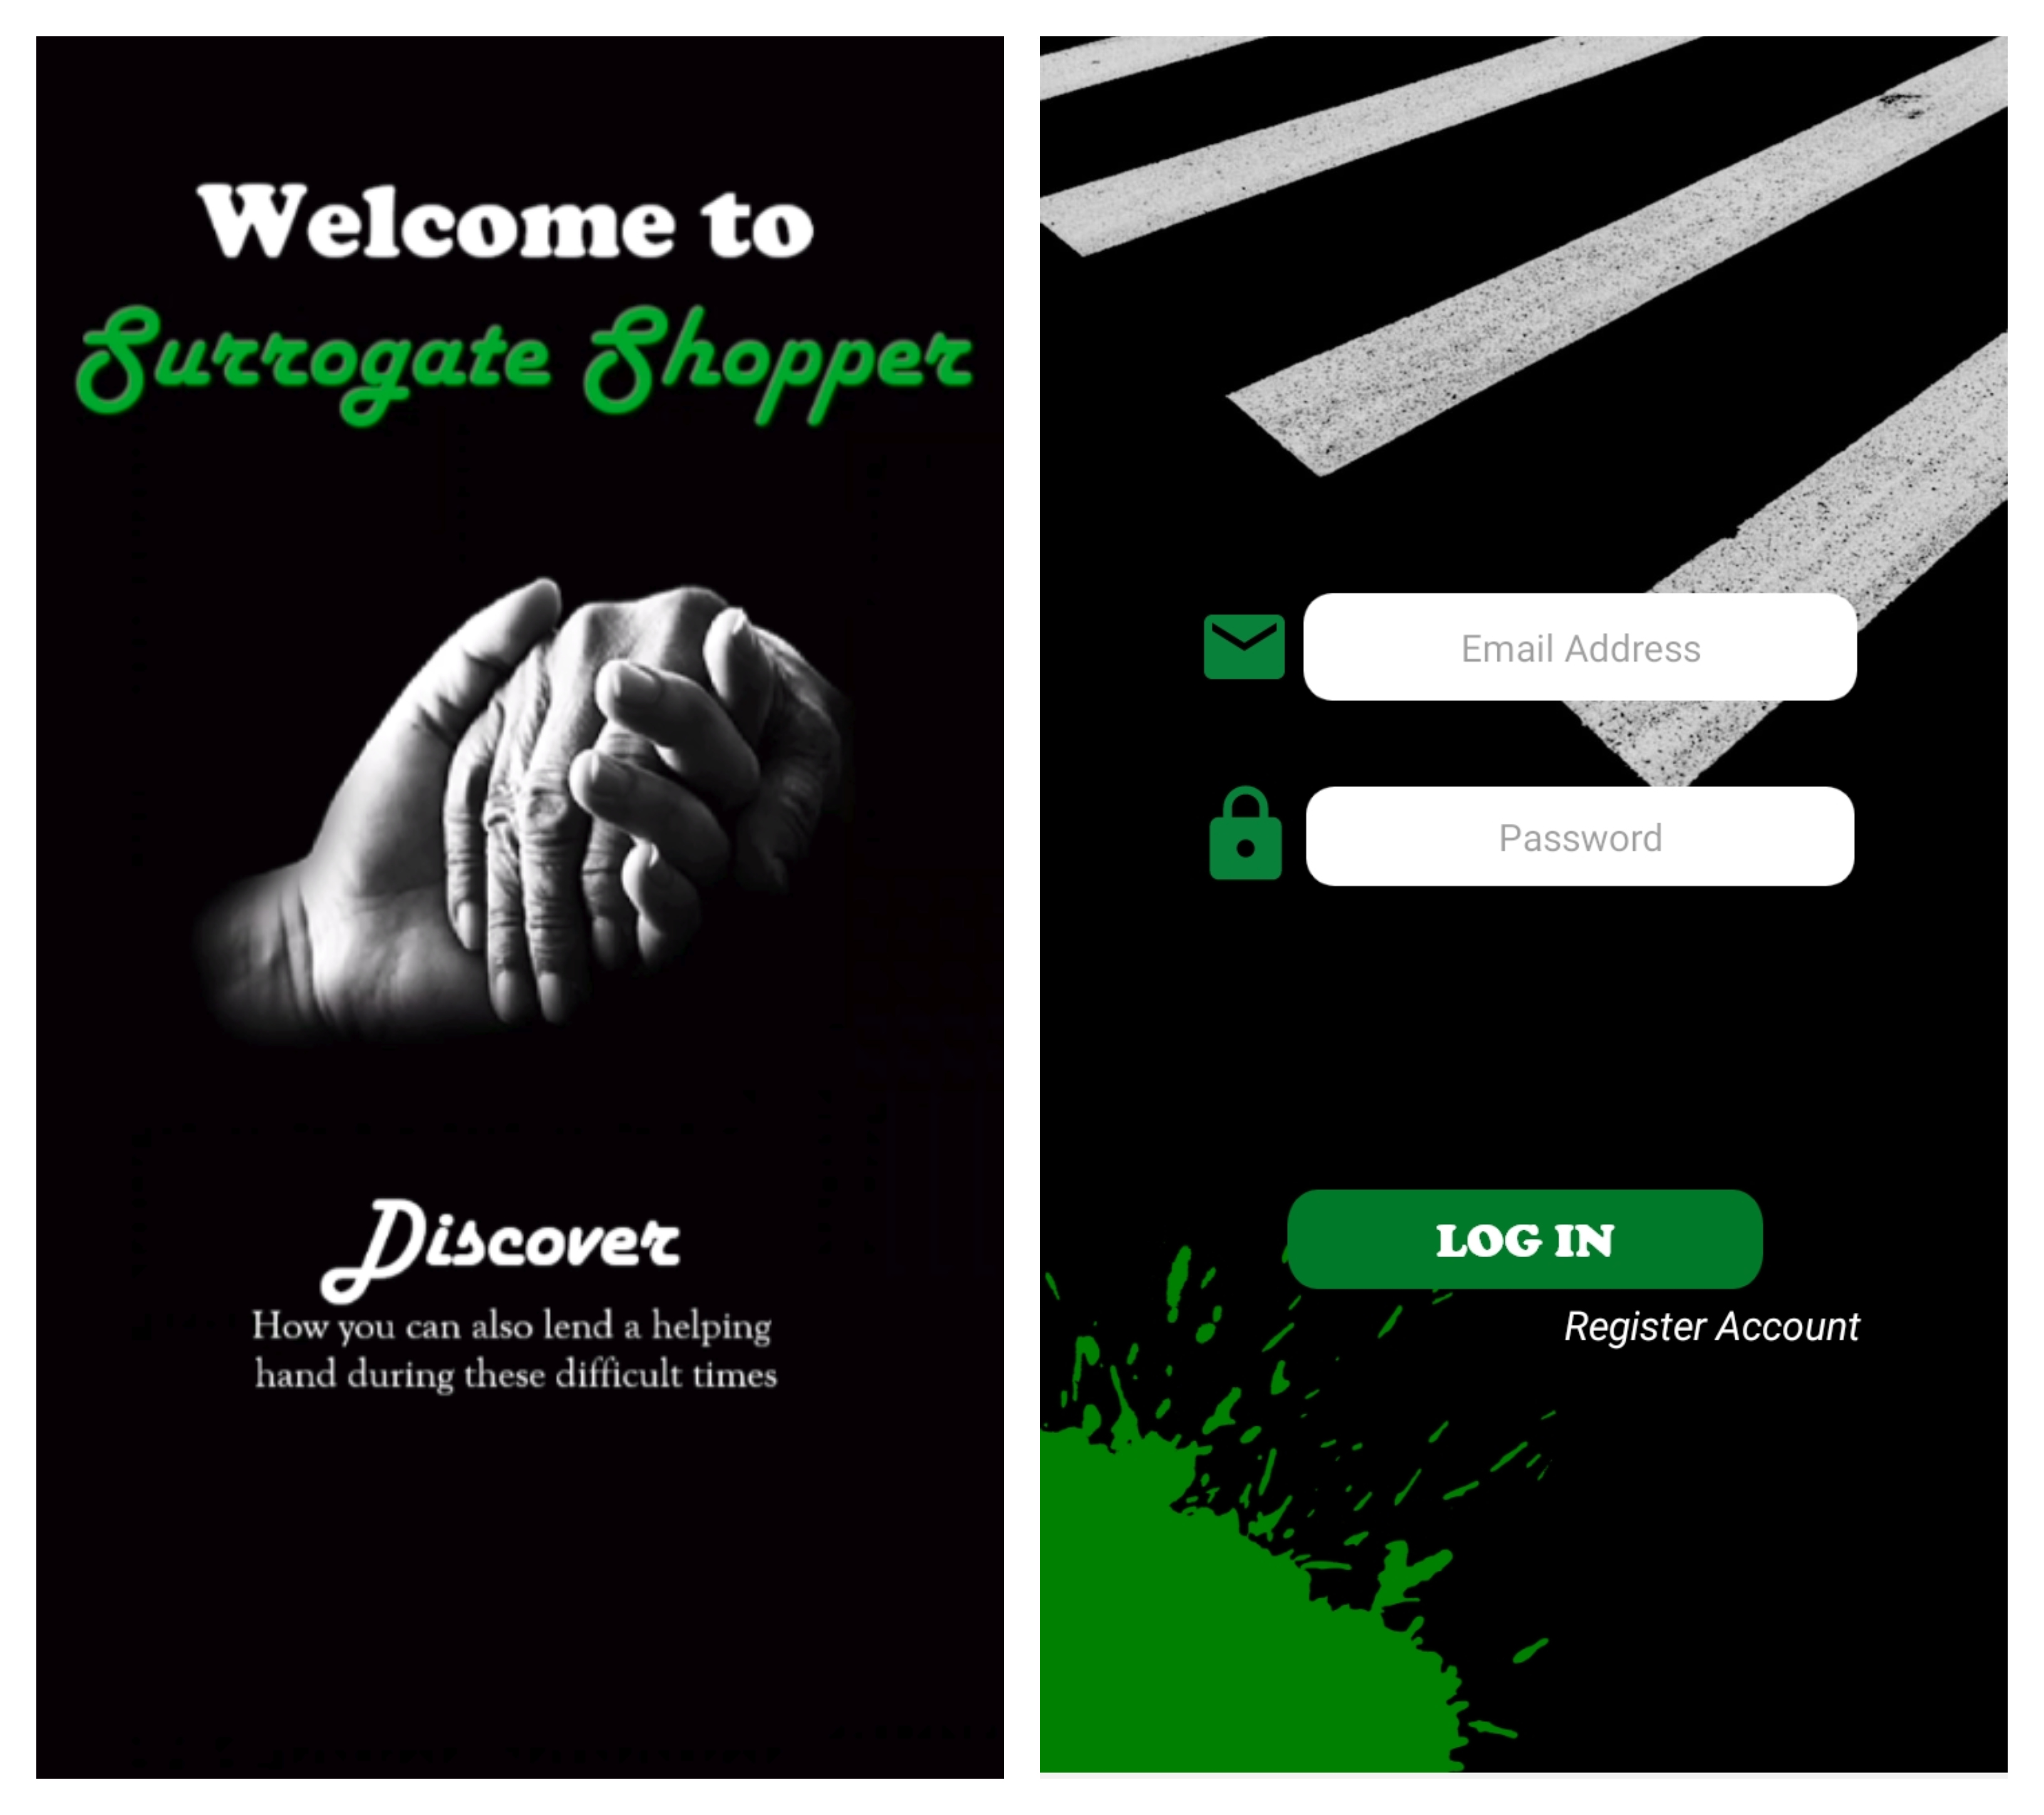 Welcome to
Surrogate Shopper
Discover
How you can also lend a helping
hand during these difficult times
Email Address
Password
LOG IN
Register Account